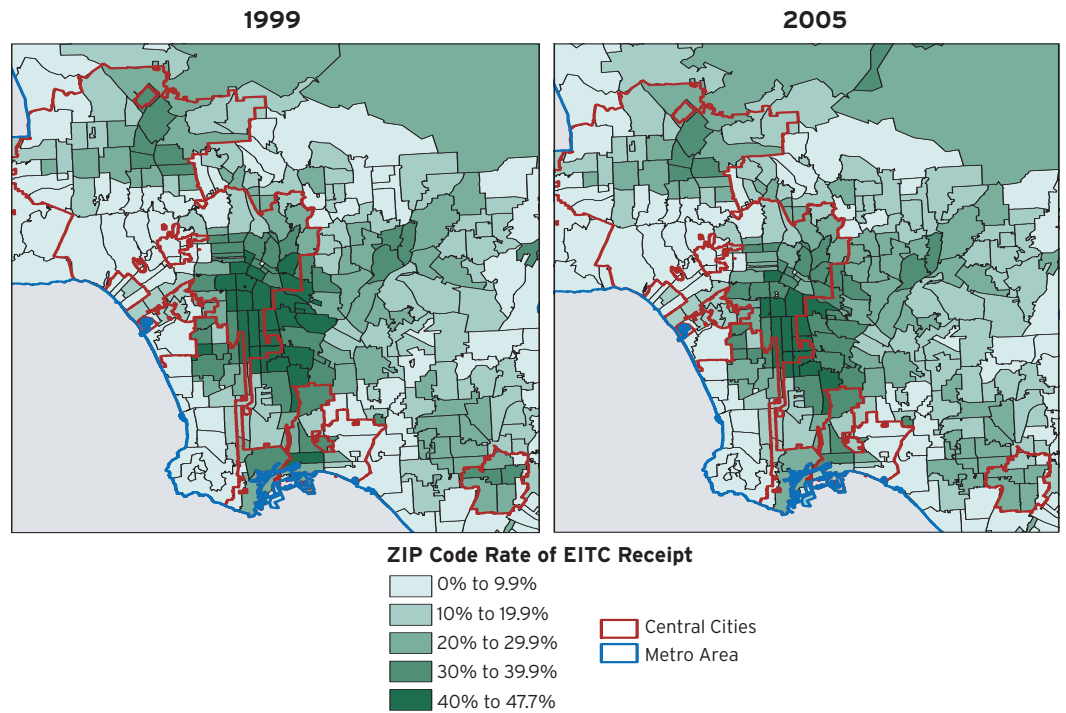 1999
2005
ZIP Code Rate of EITC Receipt
0% to 9.9%
10% to 19.9%
20% to 29.9%
30% to 39.9%
40% to 47.7%
Central Cities
Metro Area